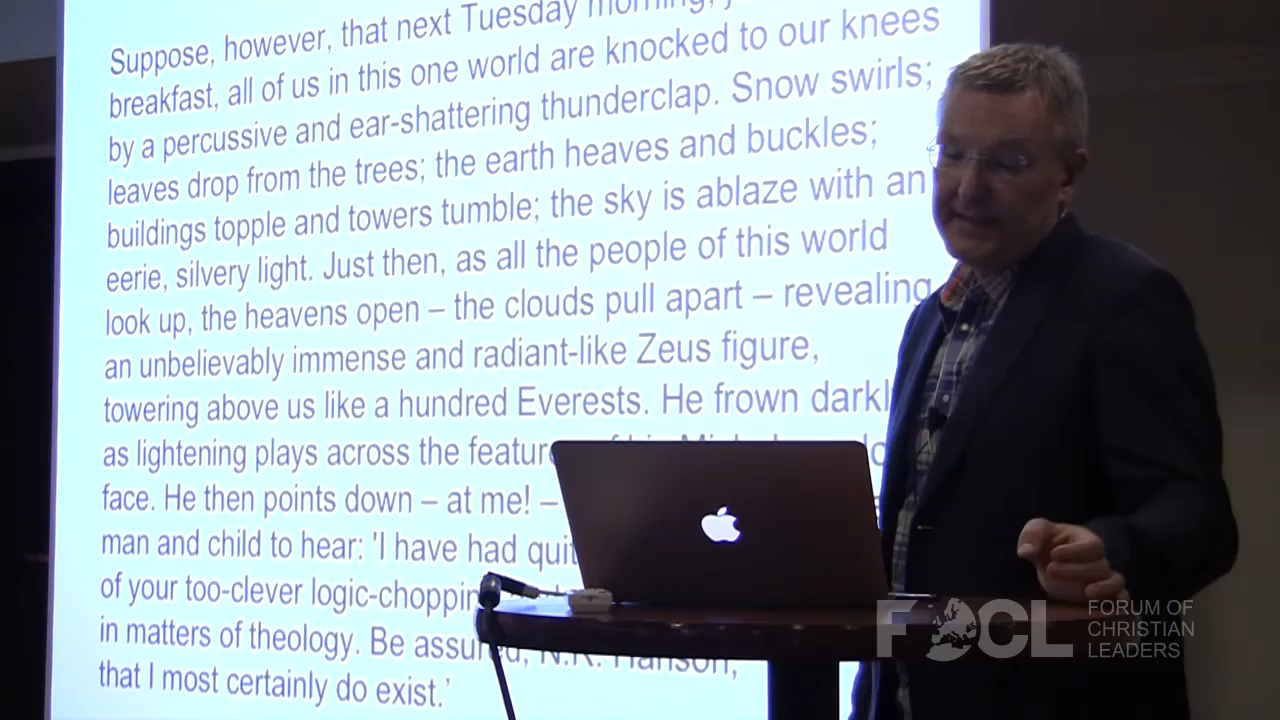 Suppose, however, that next Tuesday morning,
breakfast, all of us in this one world are knocked to our knees
by a percussive and ear-shattering thunderclap. Snow swirls;
leaves drop from the trees; the earth heaves and buckles;
buildings topple and towers tumble; the sky is ablaze with an
eerie, silvery light. Just then, as all the people of this world
look up, the heavens open – the clouds pull apart – revealing
an unbelievably immense and radiant-like Zeus figure,
towering above us like a hundred Everests. He frown darkl
as lightening plays across the
face. He then points down – at me! –
man and child to hear: 'I have had
of your too-clever
in matters of theology. Be assured, N.R. Hanson,
that I most certainly do exist.'
FOCL
FORUM OF
CHRISTIAN
LEADERS